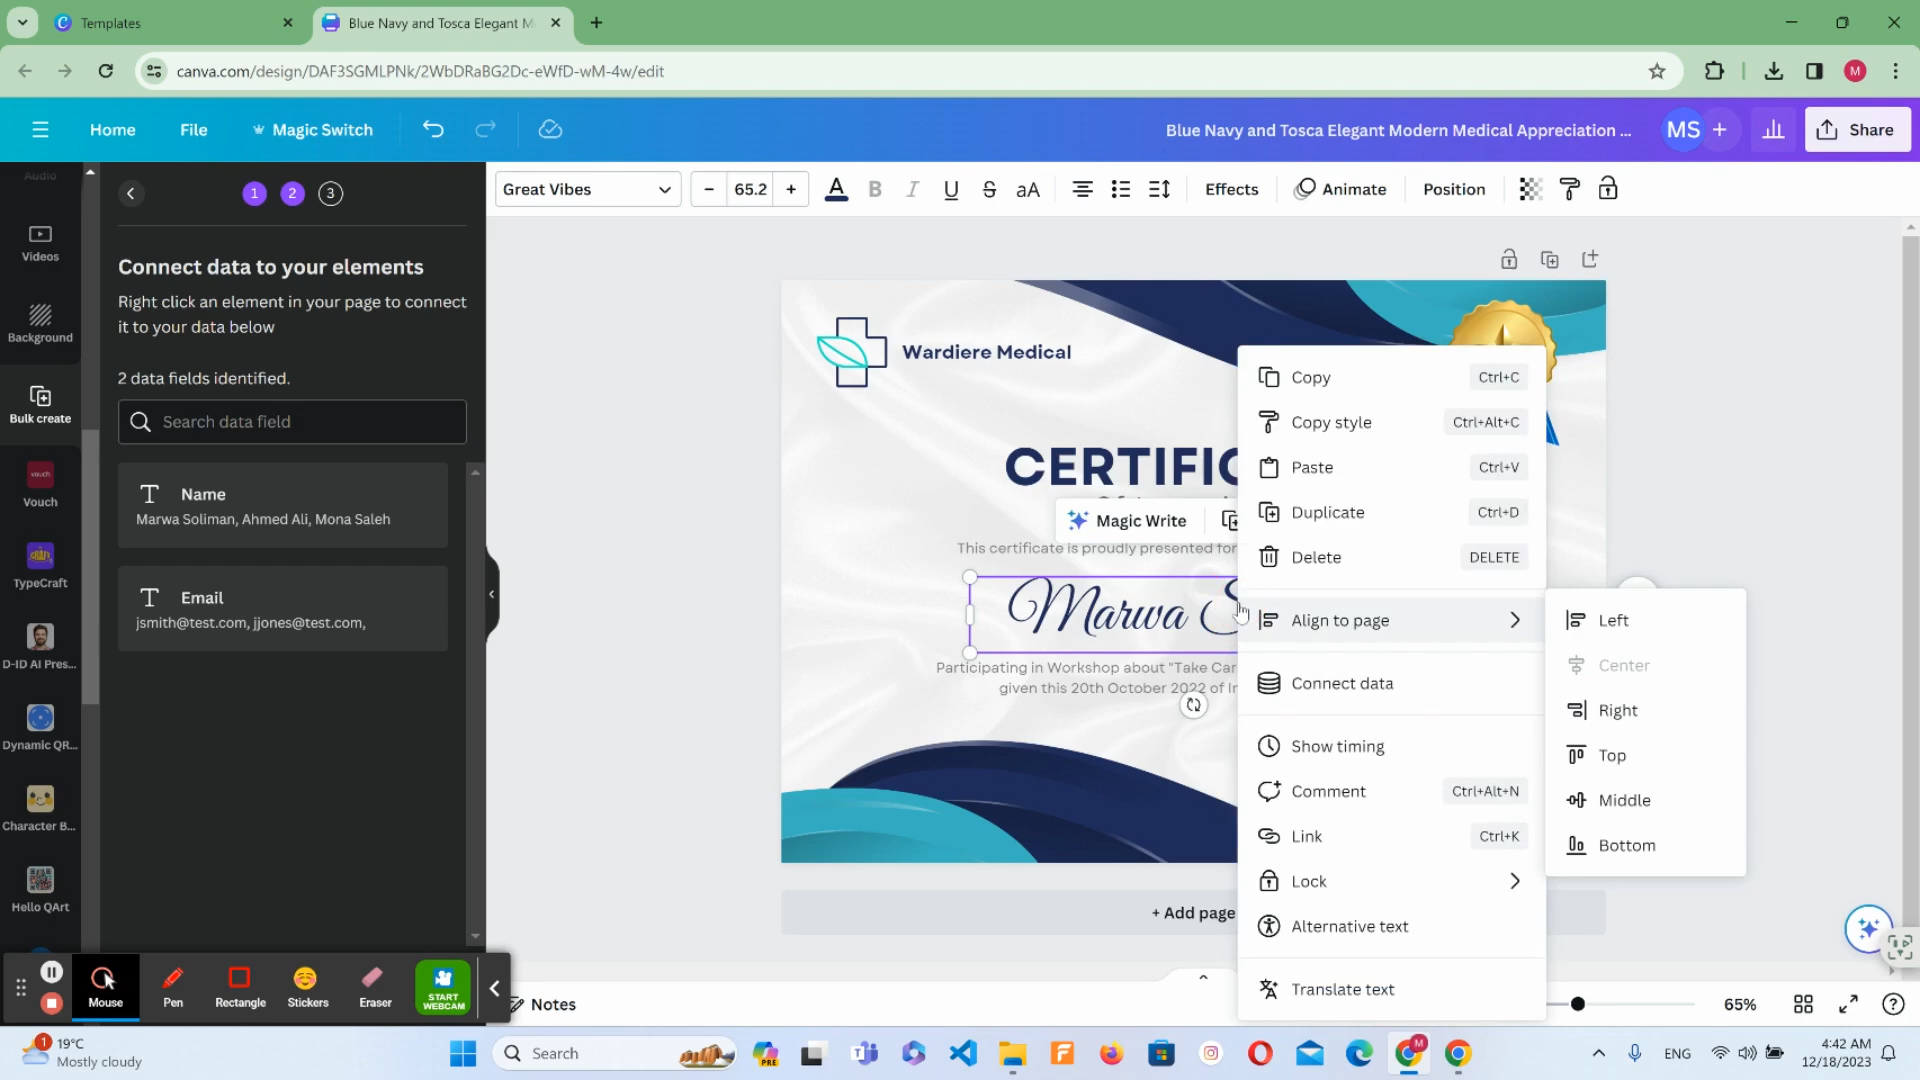 Templates
Blue Navy and Tosca Elegant M
canva.com/design/DAF3SGMLPNk/2WbDRaBG2Dc-eWfD-wM-4w/edit
M
Home
File
Magic Switch
Blue Navy and Tosca Elegant Modern Medical Appreciation ...
MS
Share
Audio
Videos
Background
Bulk create
vouch
Vouch
CRAFT
TypeCraft
D-ID AI Pres...
Dynamic QR...
Character B...
Hello QArt
1
2
3
Connect data to your elements
Right click an element in your page to connect
it to your data below
2 data fields identified.
Search data field
Name
Marwa Soliman, Ahmed Ali, Mona Saleh
Email
jsmith@test.com, jjones@test.com,
Great Vibes
65.2
A
B
I
U
S
aA
Effects
Animate
Position
Wardiere Medical
CERTIFIC
Magic Write
This certificate is proudly presented for
Marwa S
Participating in Workshop about "Take Car
given this 20th October 2022 of In
+ Add page
Copy
Ctrl+C
Copy style
Ctrl+Alt+C
Paste
Ctrl+V
Duplicate
Ctrl+D
Delete
DELETE
Align to page
Connect data
Show timing
Comment
Ctrl+Alt+N
Link
Ctrl+K
Lock
Alternative text
Translate text
Left
Center
Right
Top
Middle
Bottom
Mouse
Pen
Rectangle
Stickers
Eraser
START
WEBCAM
Notes
65%
1
19°C
Mostly cloudy
Search
PRE
M
ENG
4:42 AM
12/18/2023